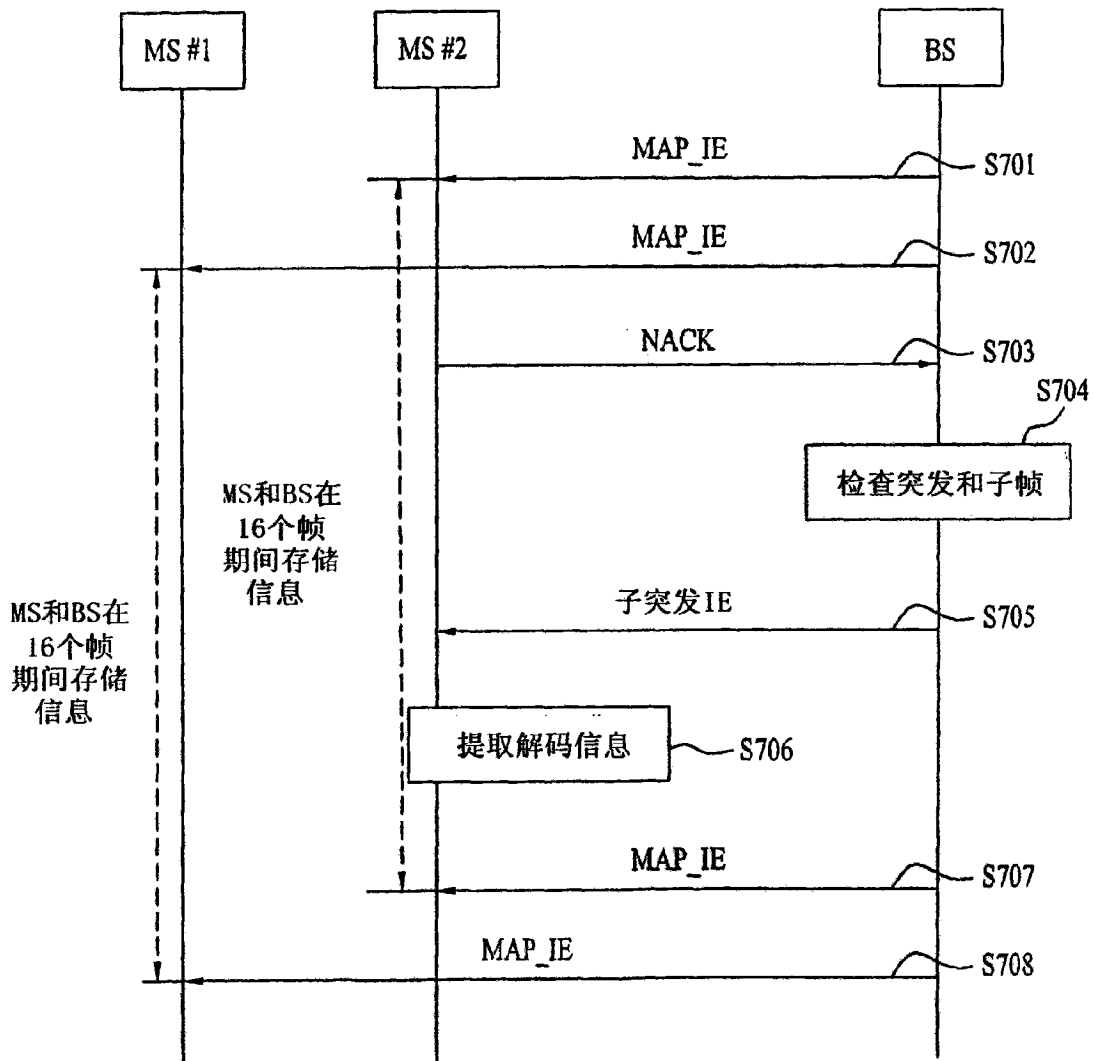 MS #1
MS #2
BS
MAP_IE
S701
MAP_IE
S702
NACK
S703
S704
检查突发和子帧
MS和BS在
16个帧
期间存储
信息
MS和BS在
16个帧
期间存储
信息
子突发IE
S705
提取解码信息
S706
MAP_IE
S707
MAP_IE
S708